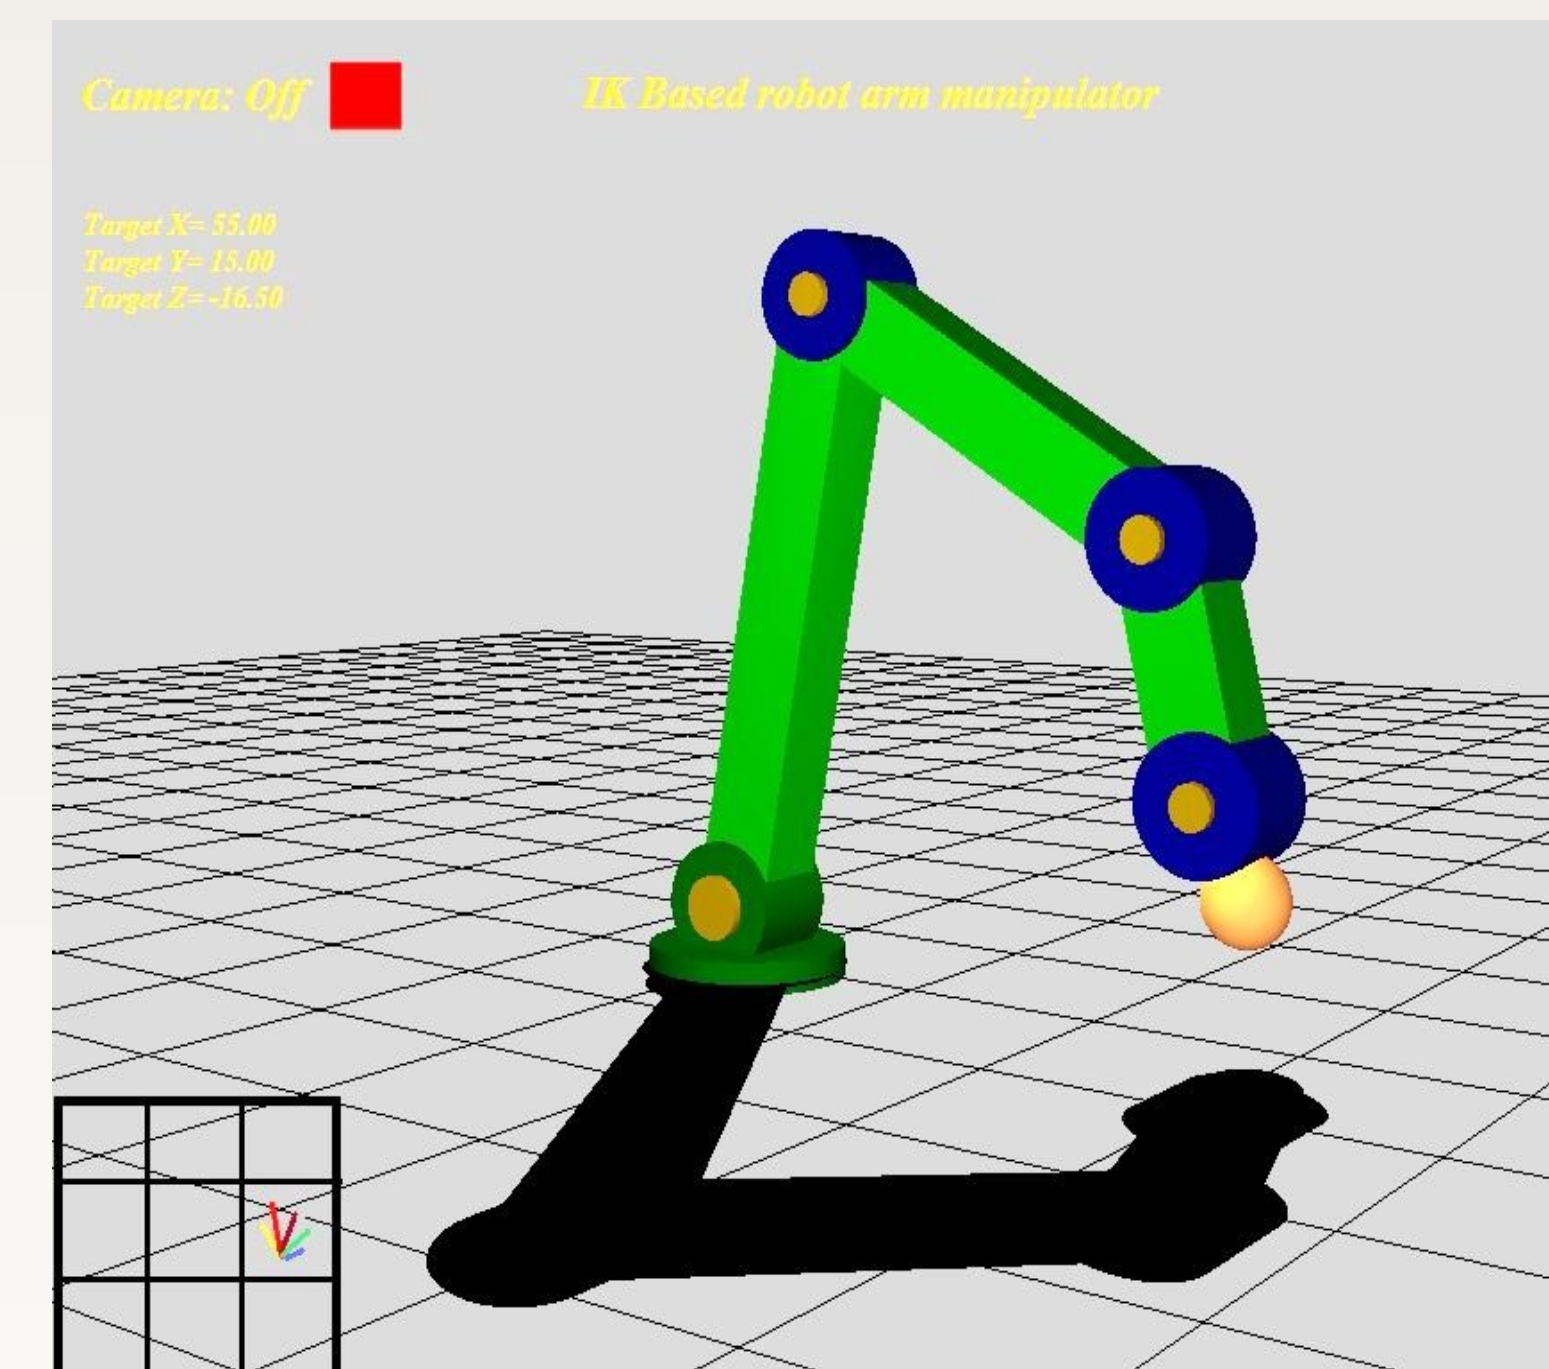 Camera: Off
IK Based robot arm manipulator
Target X= 55.00
Target Y= 15.00
Target Z= -16.50